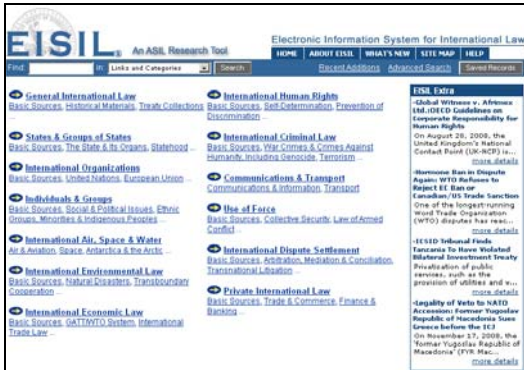 Electronic Information System for International Law
EISIL
An ASIL Research Tool
HOME ABOUT EISIL WHAT'S NEW SITE MAP HELP
Find: in: Links and Categories Search Recent Additions Advanced Search Saved Records
General International Law
Basic Sources, Historical Materials, Treaty Collections
...
States & Groups of States
Basic Sources, The State & Its Organs, Statehood ...
International Organizations
Basic Sources, United Nations, European Union ...
Individuals & Groups
Basic Sources, Social & Political Issues, Ethnic
Groups, Minorities & Indigenous Peoples ...
International Air, Space & Water
Air & Aviation, Space, Antarctica & the Arctic ...
International Environmental Law
Basic Sources, Natural Disasters, Transboundary
Cooperation ...
International Economic Law
Basic Sources, GATT/WTO System, International
Trade Law ...
International Human Rights
Basic Sources, Self-Determination, Prevention of
Discrimination ...
International Criminal Law
Basic Sources, War Crimes & Crimes Against
Humanity, Including Genocide, Terrorism ...
Communications & Transport
Communications & Information, Transport
Use of Force
Basic Sources, Collective Security, Law of Armed
Conflict ...
International Dispute Settlement
Basic Sources, Arbitration, Mediation & Conciliation,
Transnational Litigation ...
Private International Law
Basic Sources, Trade & Commerce, Finance &
Banking ...
EISIL Extra
-Global Witness v. Afrimex
Ltd.:OECD Guidelines on
Corporate Responsibility for
Human Rights
On August 28, 2008, the
United Kingdom's National
Contact Point (UK-NCP) is...
more details
-Hormone Ban in Dispute
Again: WTO Refuses to
Reject EC Ban or
Canadian/US Trade Sanction
One of the longest-running
Word Trade Organization
(WTO) disputes has reac...
more details
-ICSID Tribunal Finds
Tanzania To Have Violated
Bilateral Investment Treaty
Privatization of public
services, such as the
provision of utilities and v...
more details
-Legality of Veto to NATO
Accession: Former Yugoslav
Republic of Macedonia Sues
Greece before the ICJ
On November 17, 2008, the
'former Yugoslav Republic of
Macedonia' (FYR Mac...
more details